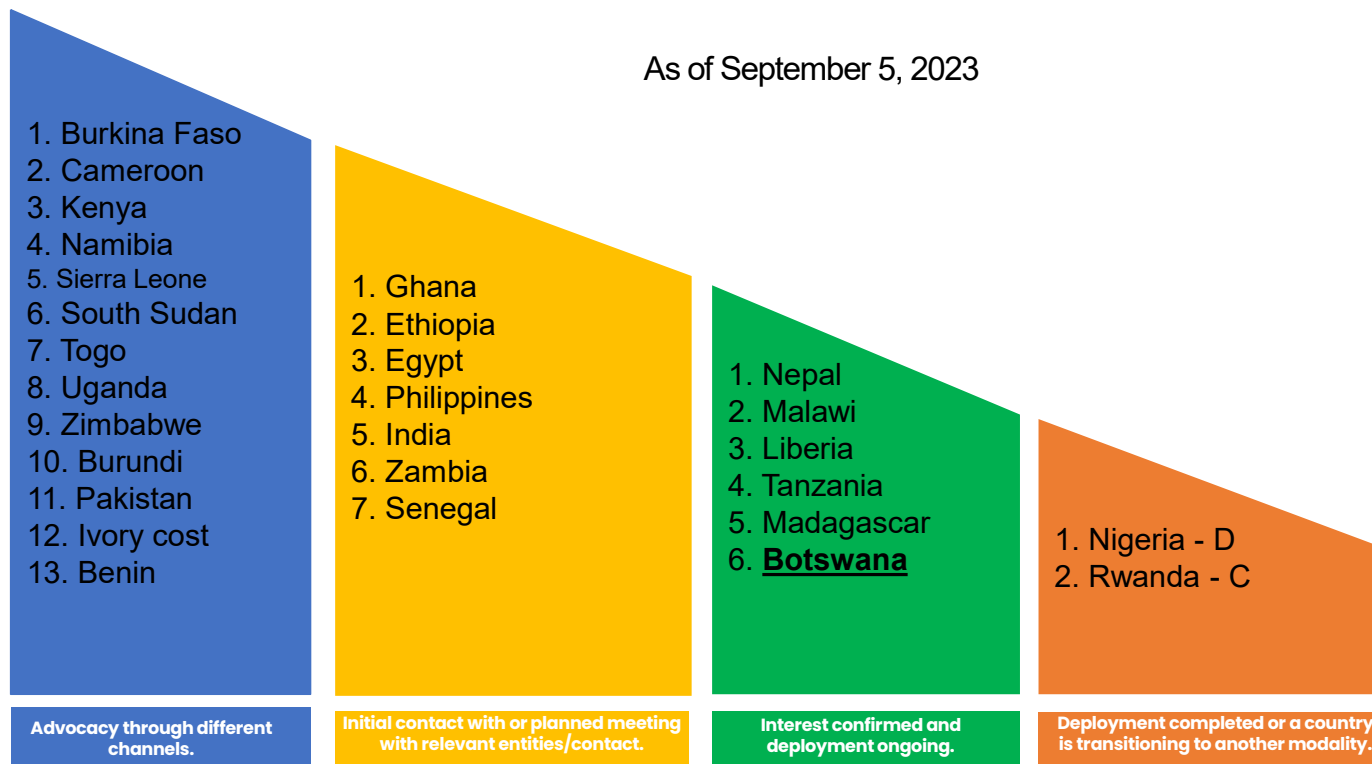 As of September 5, 2023
1. Burkina Faso
2. Cameroon
3. Kenya
4. Namibia
5. Sierra Leone
6. South Sudan
7. Togo
8. Uganda
9. Zimbabwe
10. Burundi
11. Pakistan
12. Ivory cost
13. Benin
1. Ghana
2. Ethiopia
3. Egypt
4. Philippines
5. India
6. Zambia
7. Senegal
1. Nepal
2. Malawi
3. Liberia
4. Tanzania
5. Madagascar
6. Botswana
1. Nigeria - D
2. Rwanda - C
Advocacy through different
channels.
Initial contact with or planned meeting
with relevant entities/contact.
Interest confirmed and
deployment ongoing.
Deployment completed or a country
is transitioning to another modality.